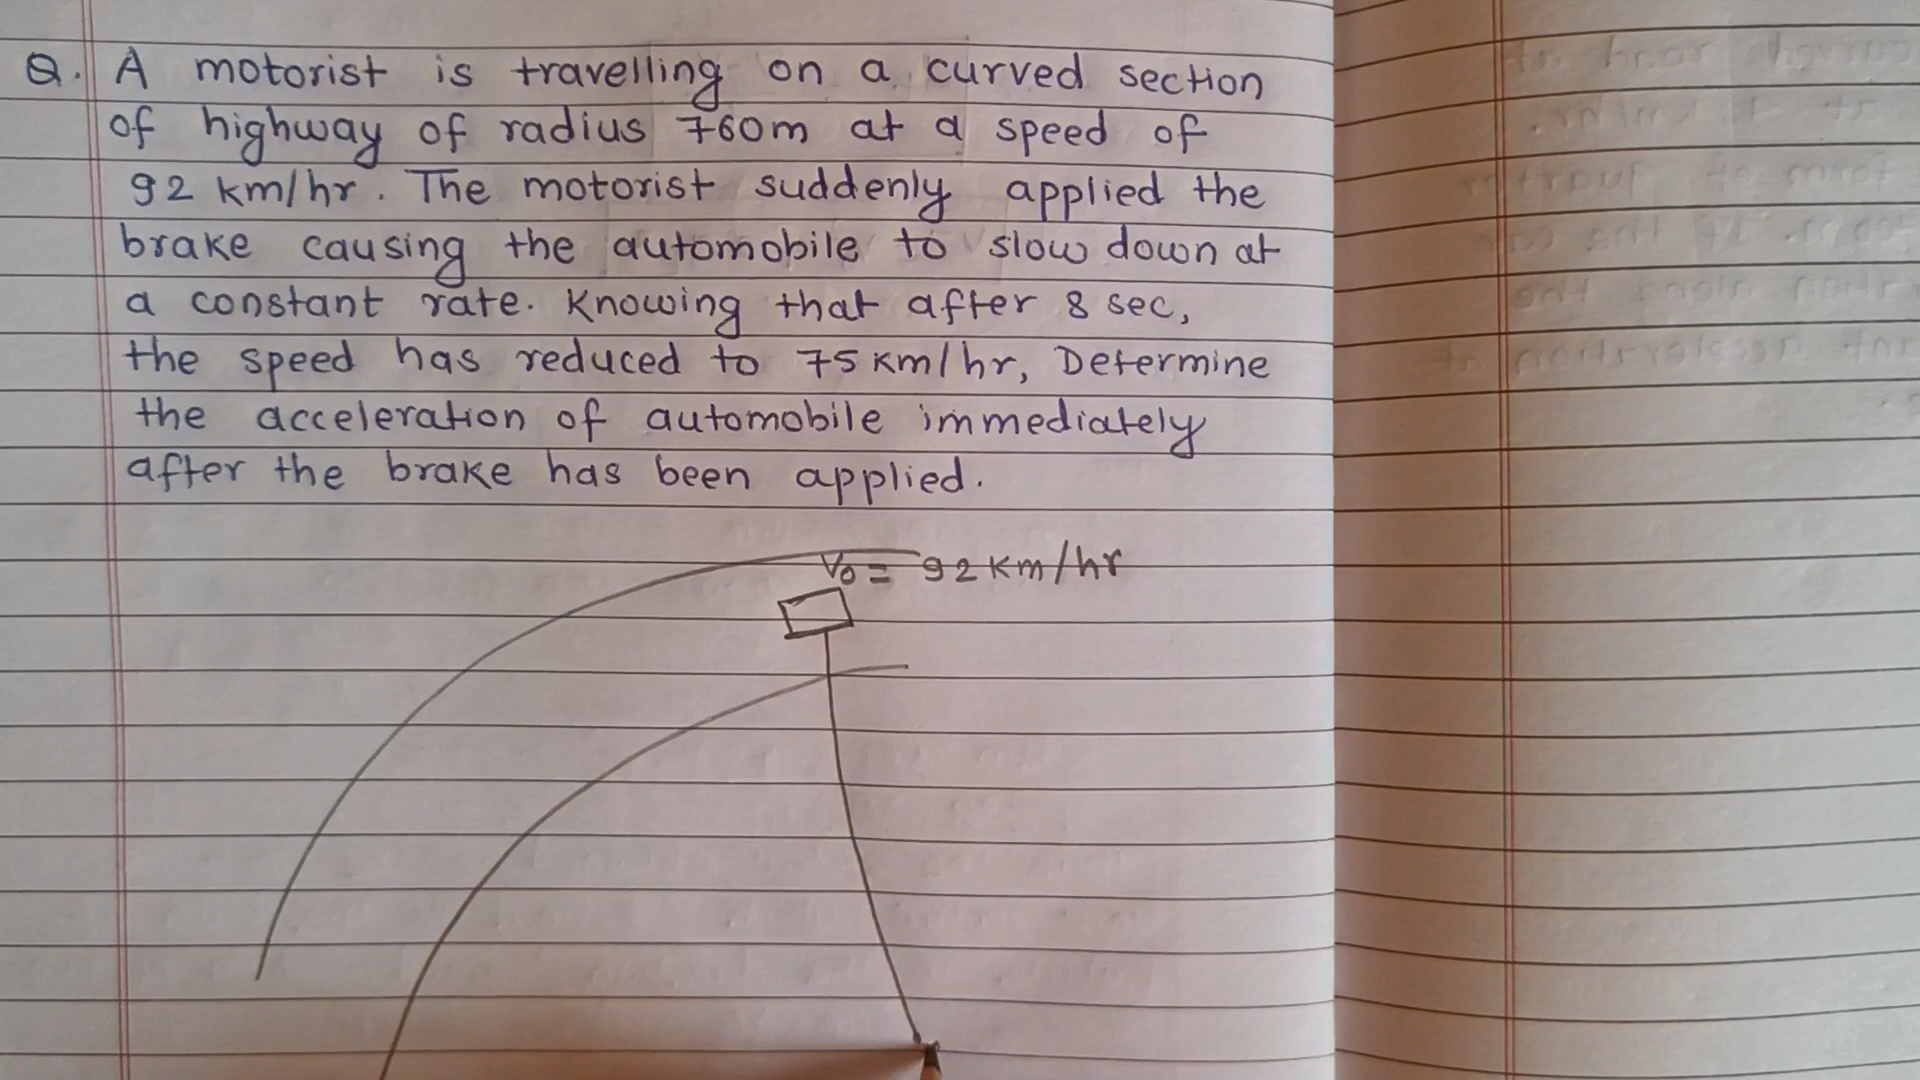 Q. A motorist is travelling on a curved section
of highway of radius 760m at a speed of
92 km/hr. The motorist suddenly applied the
brake causing the automobile to slow down at
a constant rate. Knowing that after 8 sec,
the speed has reduced to 75 km/hr, Determine
the acceleration of automobile immediately
after the brake has been applied.
V0 = 92 km/hr